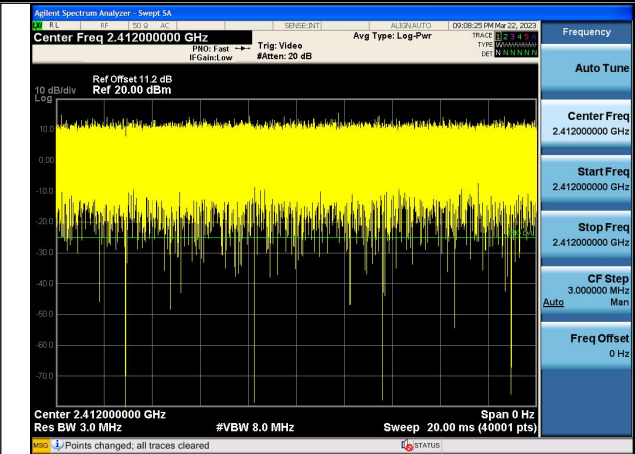 Agilent Spectrum Analyzer - Swept SA
RL RF 50 Ω AC SENSE:INT ALIGN AUTO 09:08:25 PM Mar 22, 2023
Center Freq 2.412000000 GHz
PNO: Fast
IFGain:Low
Trig: Video
#Atten: 20 dB
Avg Type: Log-Pwr
TRACE 1 2 3 4 5 6
TYPE WWWWWW
DET N N N N N N
Ref Offset 11.2 dB
10 dB/div Ref 20.00 dBm
Log
10.0
0.00
-10.0
-20.0
-30.0
-40.0
-50.0
-60.0
-70.0
Center 2.412000000 GHz Span 0 Hz
Res BW 3.0 MHz #VBW 8.0 MHz Sweep 20.00 ms (40001 pts)
MSG Points changed; all traces cleared STATUS
Frequency
Auto Tune
Center Freq
2.412000000 GHz
Start Freq
2.412000000 GHz
Stop Freq
2.412000000 GHz
CF Step
3.000000 MHz
Auto Man
Freq Offset
0 Hz